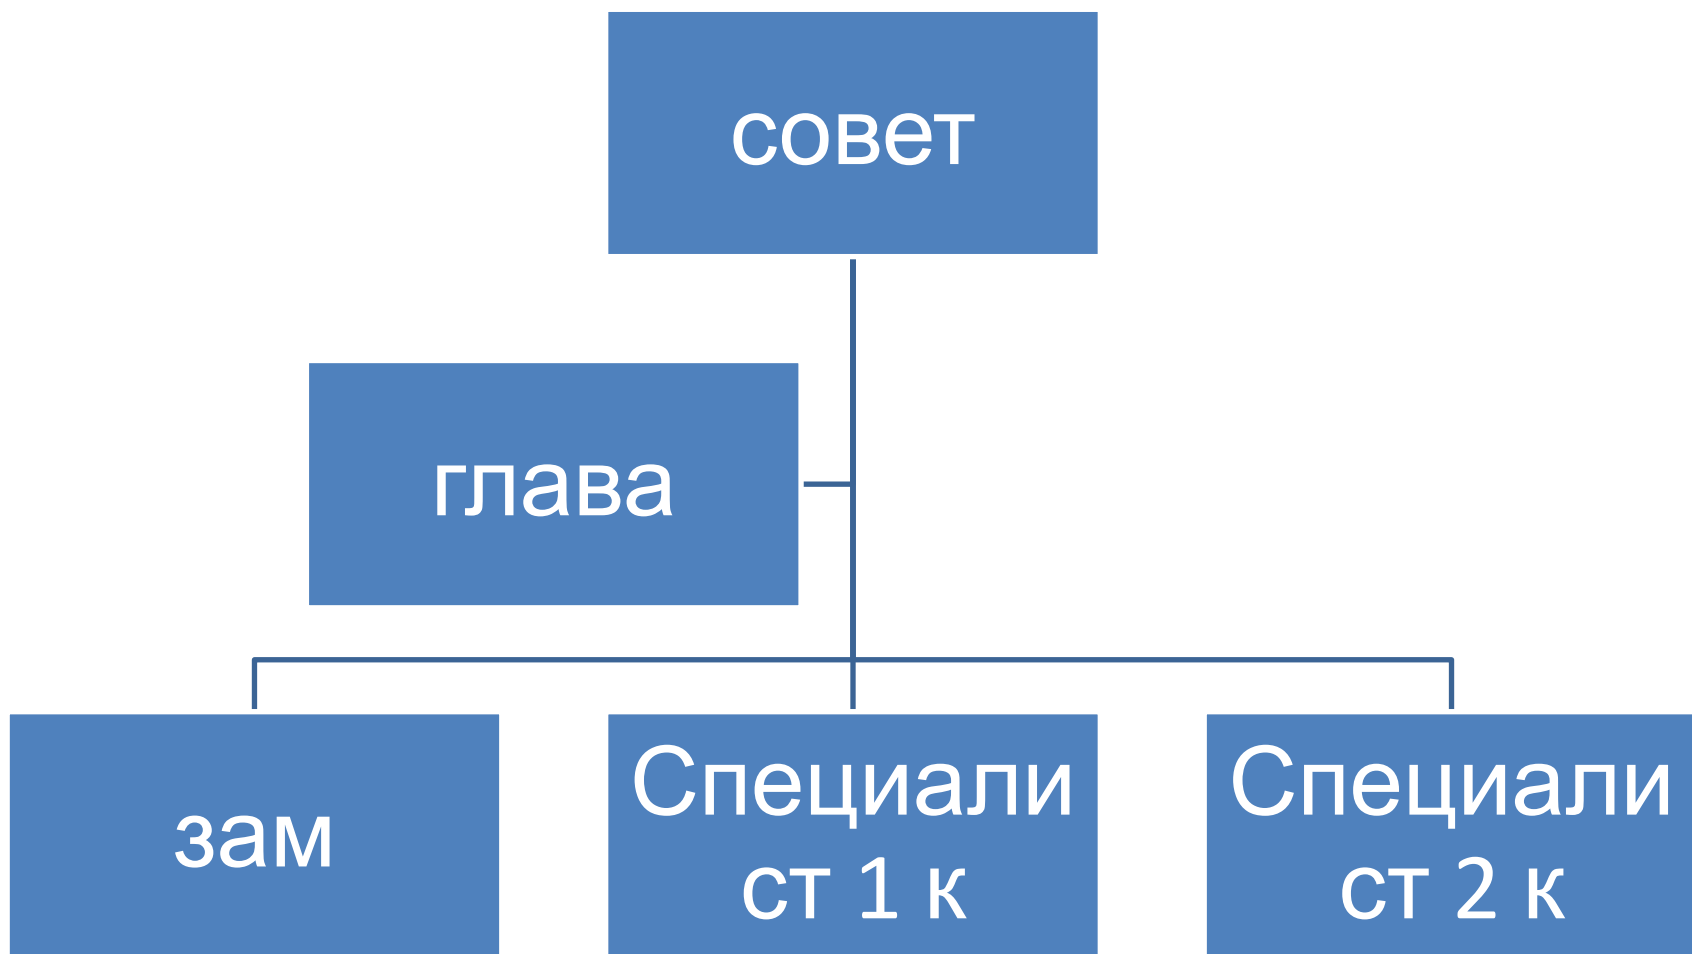 совет
глава
зам
Специали
ст 1 к
Специали
ст 2 к